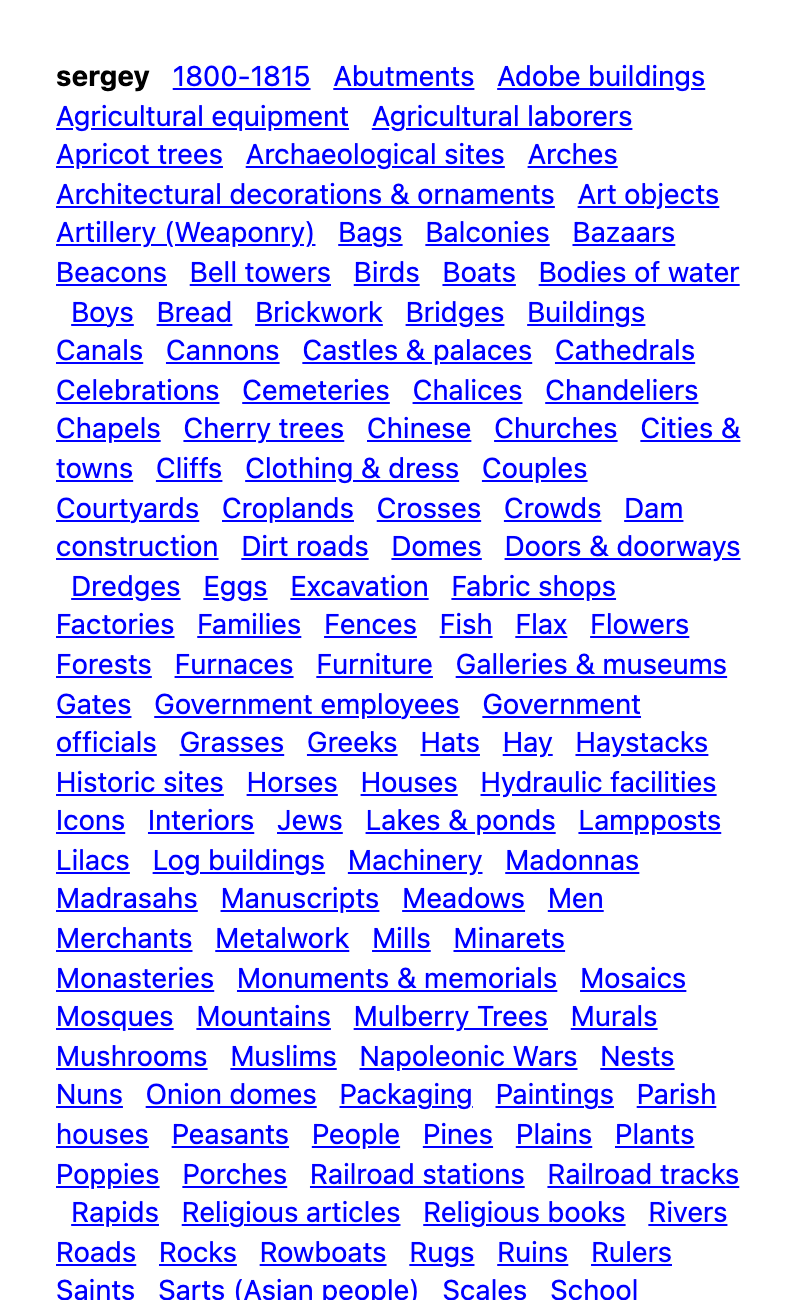 sergey 1800-1815 Abutments Adobe buildings
Agricultural equipment Agricultural laborers
Apricot trees Archaeological sites Arches
Architectural decorations & ornaments Art objects
Artillery (Weaponry) Bags Balconies Bazaars
Beacons Bell towers Birds Boats Bodies of water
Boys Bread Brickwork Bridges Buildings
Canals Cannons Castles & palaces Cathedrals
Celebrations Cemeteries Chalices Chandeliers
Chapels Cherry trees Chinese Churches Cities &
towns Cliffs Clothing & dress Couples
Courtyards Croplands Crosses Crowds Dam
construction Dirt roads Domes Doors & doorways
Dredges Eggs Excavation Fabric shops
Factories Families Fences Fish Flax Flowers
Forests Furnaces Furniture Galleries & museums
Gates Government employees Government
officials Grasses Greeks Hats Hay Haystacks
Historic sites Horses Houses Hydraulic facilities
Icons Interiors Jews Lakes & ponds Lampposts
Lilacs Log buildings Machinery Madonnas
Madrasahs Manuscripts Meadows Men
Merchants Metalwork Mills Minarets
Monasteries Monuments & memorials Mosaics
Mosques Mountains Mulberry Trees Murals
Mushrooms Muslims Napoleonic Wars Nests
Nuns Onion domes Packaging Paintings Parish
houses Peasants People Pines Plains Plants
Poppies Porches Railroad stations Railroad tracks
Rapids Religious articles Religious books Rivers
Roads Rocks Rowboats Rugs Ruins Rulers
Saints Sarts (Asian people) Scales School